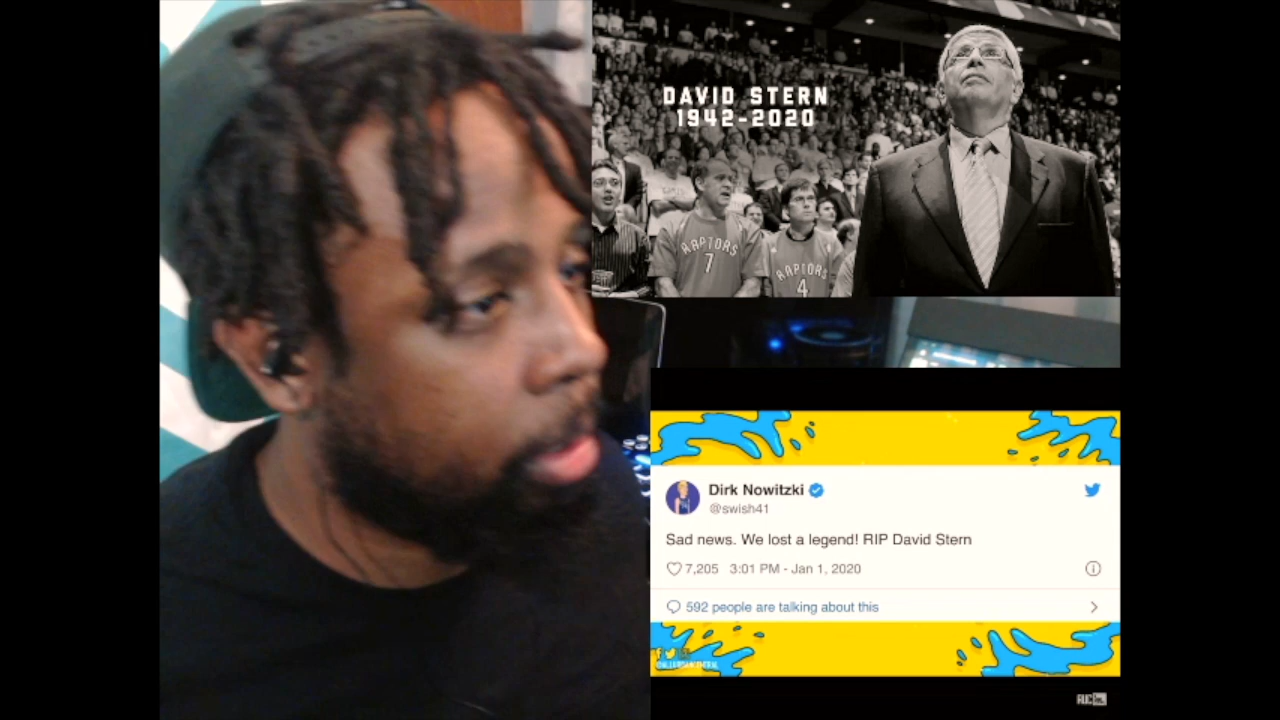 DAVID STERN
1942-2020
RAPTORS
7
RAPTORS
4
Dirk Nowitzki
@swish41
Sad news. We lost a legend! RIP David Stern
7,205 3:01 PM - Jan 1, 2020
592 people are talking about this